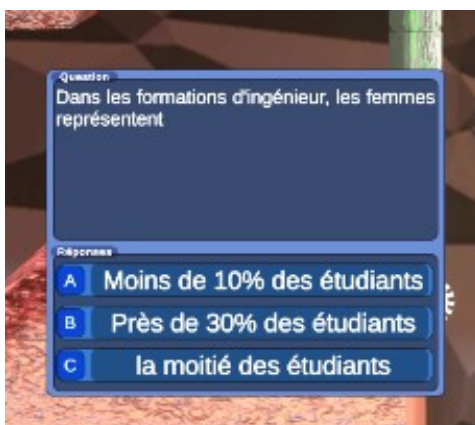 Question
Dans les formations d'ingénieur, les femmes
représentent
Réponses
A Moins de 10% des étudiants
B Près de 30% des étudiants
C la moitié des étudiants